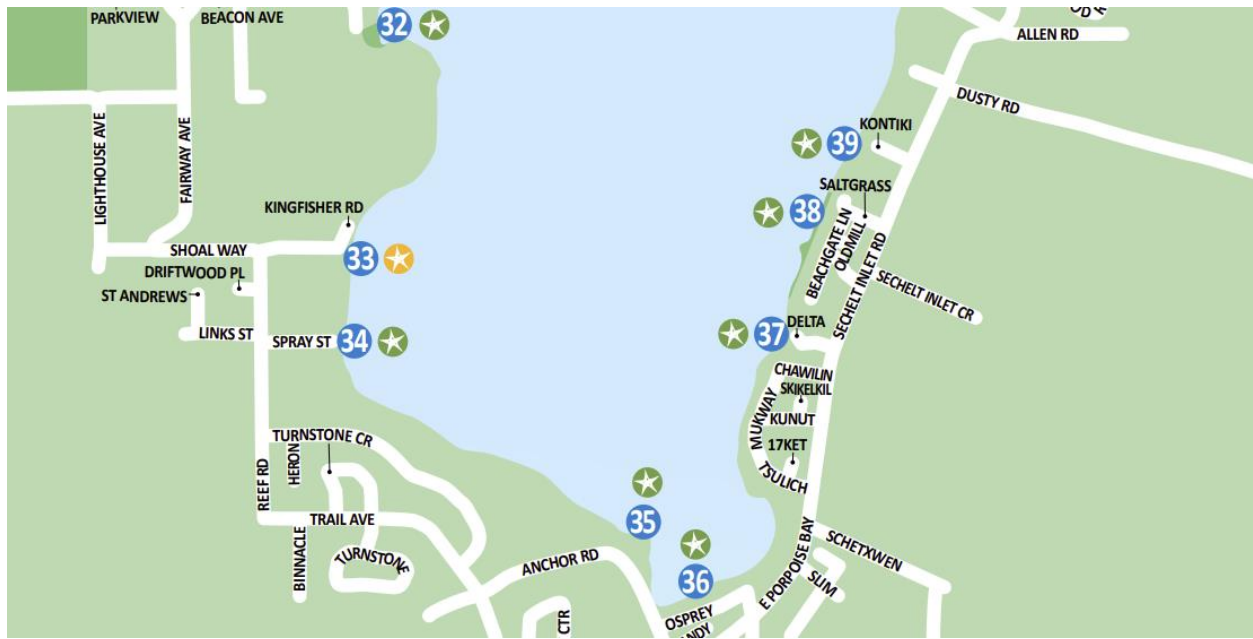 PARKVIEW
BEACON AVE
32
ALLEN RD
LIGHTHOUSE AVE
FAIRWAY AVE
DUSTY RD
KONTIKI
39
SALTGRASS
38
KINGFISHER RD
BEACHGATE LN
OLDMILL
SECHELT INLET RD
SECHELT INLET CR
SHOAL WAY
33
DRIFTWOOD PL
ST ANDREWS
LINKS ST
SPRAY ST
34
37
DELTA
CHAWILIN
SKIKELKIL
MUKWAY
KUNUT
17KET
TSULICH
TURNSTONE CR
HERON
REEF RD
TRAIL AVE
BINNACLE
TURNSTONE
35
36
ANCHOR RD
E PORPOISE BAY
SCHETXWEN
SLIM
OSPREY
CTR